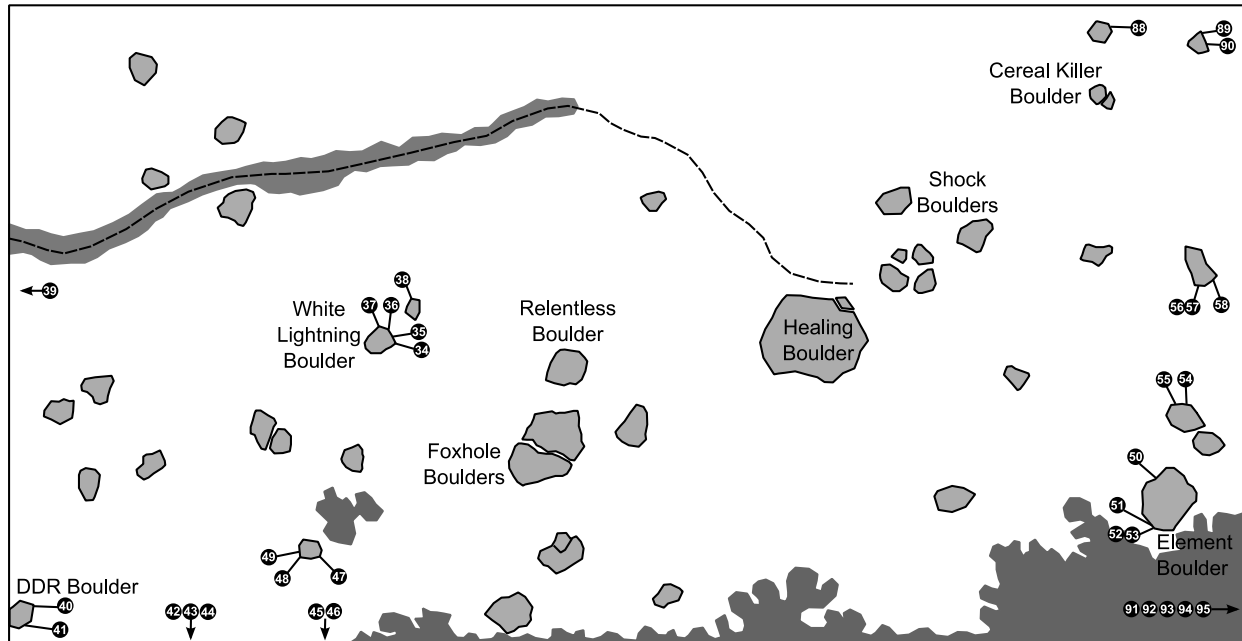 88
89
90
Cereal Killer
Boulder
Shock
Boulders
39
38
37
36
35
34
White
Lightning
Boulder
Relentless
Boulder
Healing
Boulder
56
57
58
55
54
Foxhole
Boulders
50
51
52
53
Element
Boulder
49
48
47
DDR Boulder
40
41
42 43 44
45 46
91 92 93 94 95